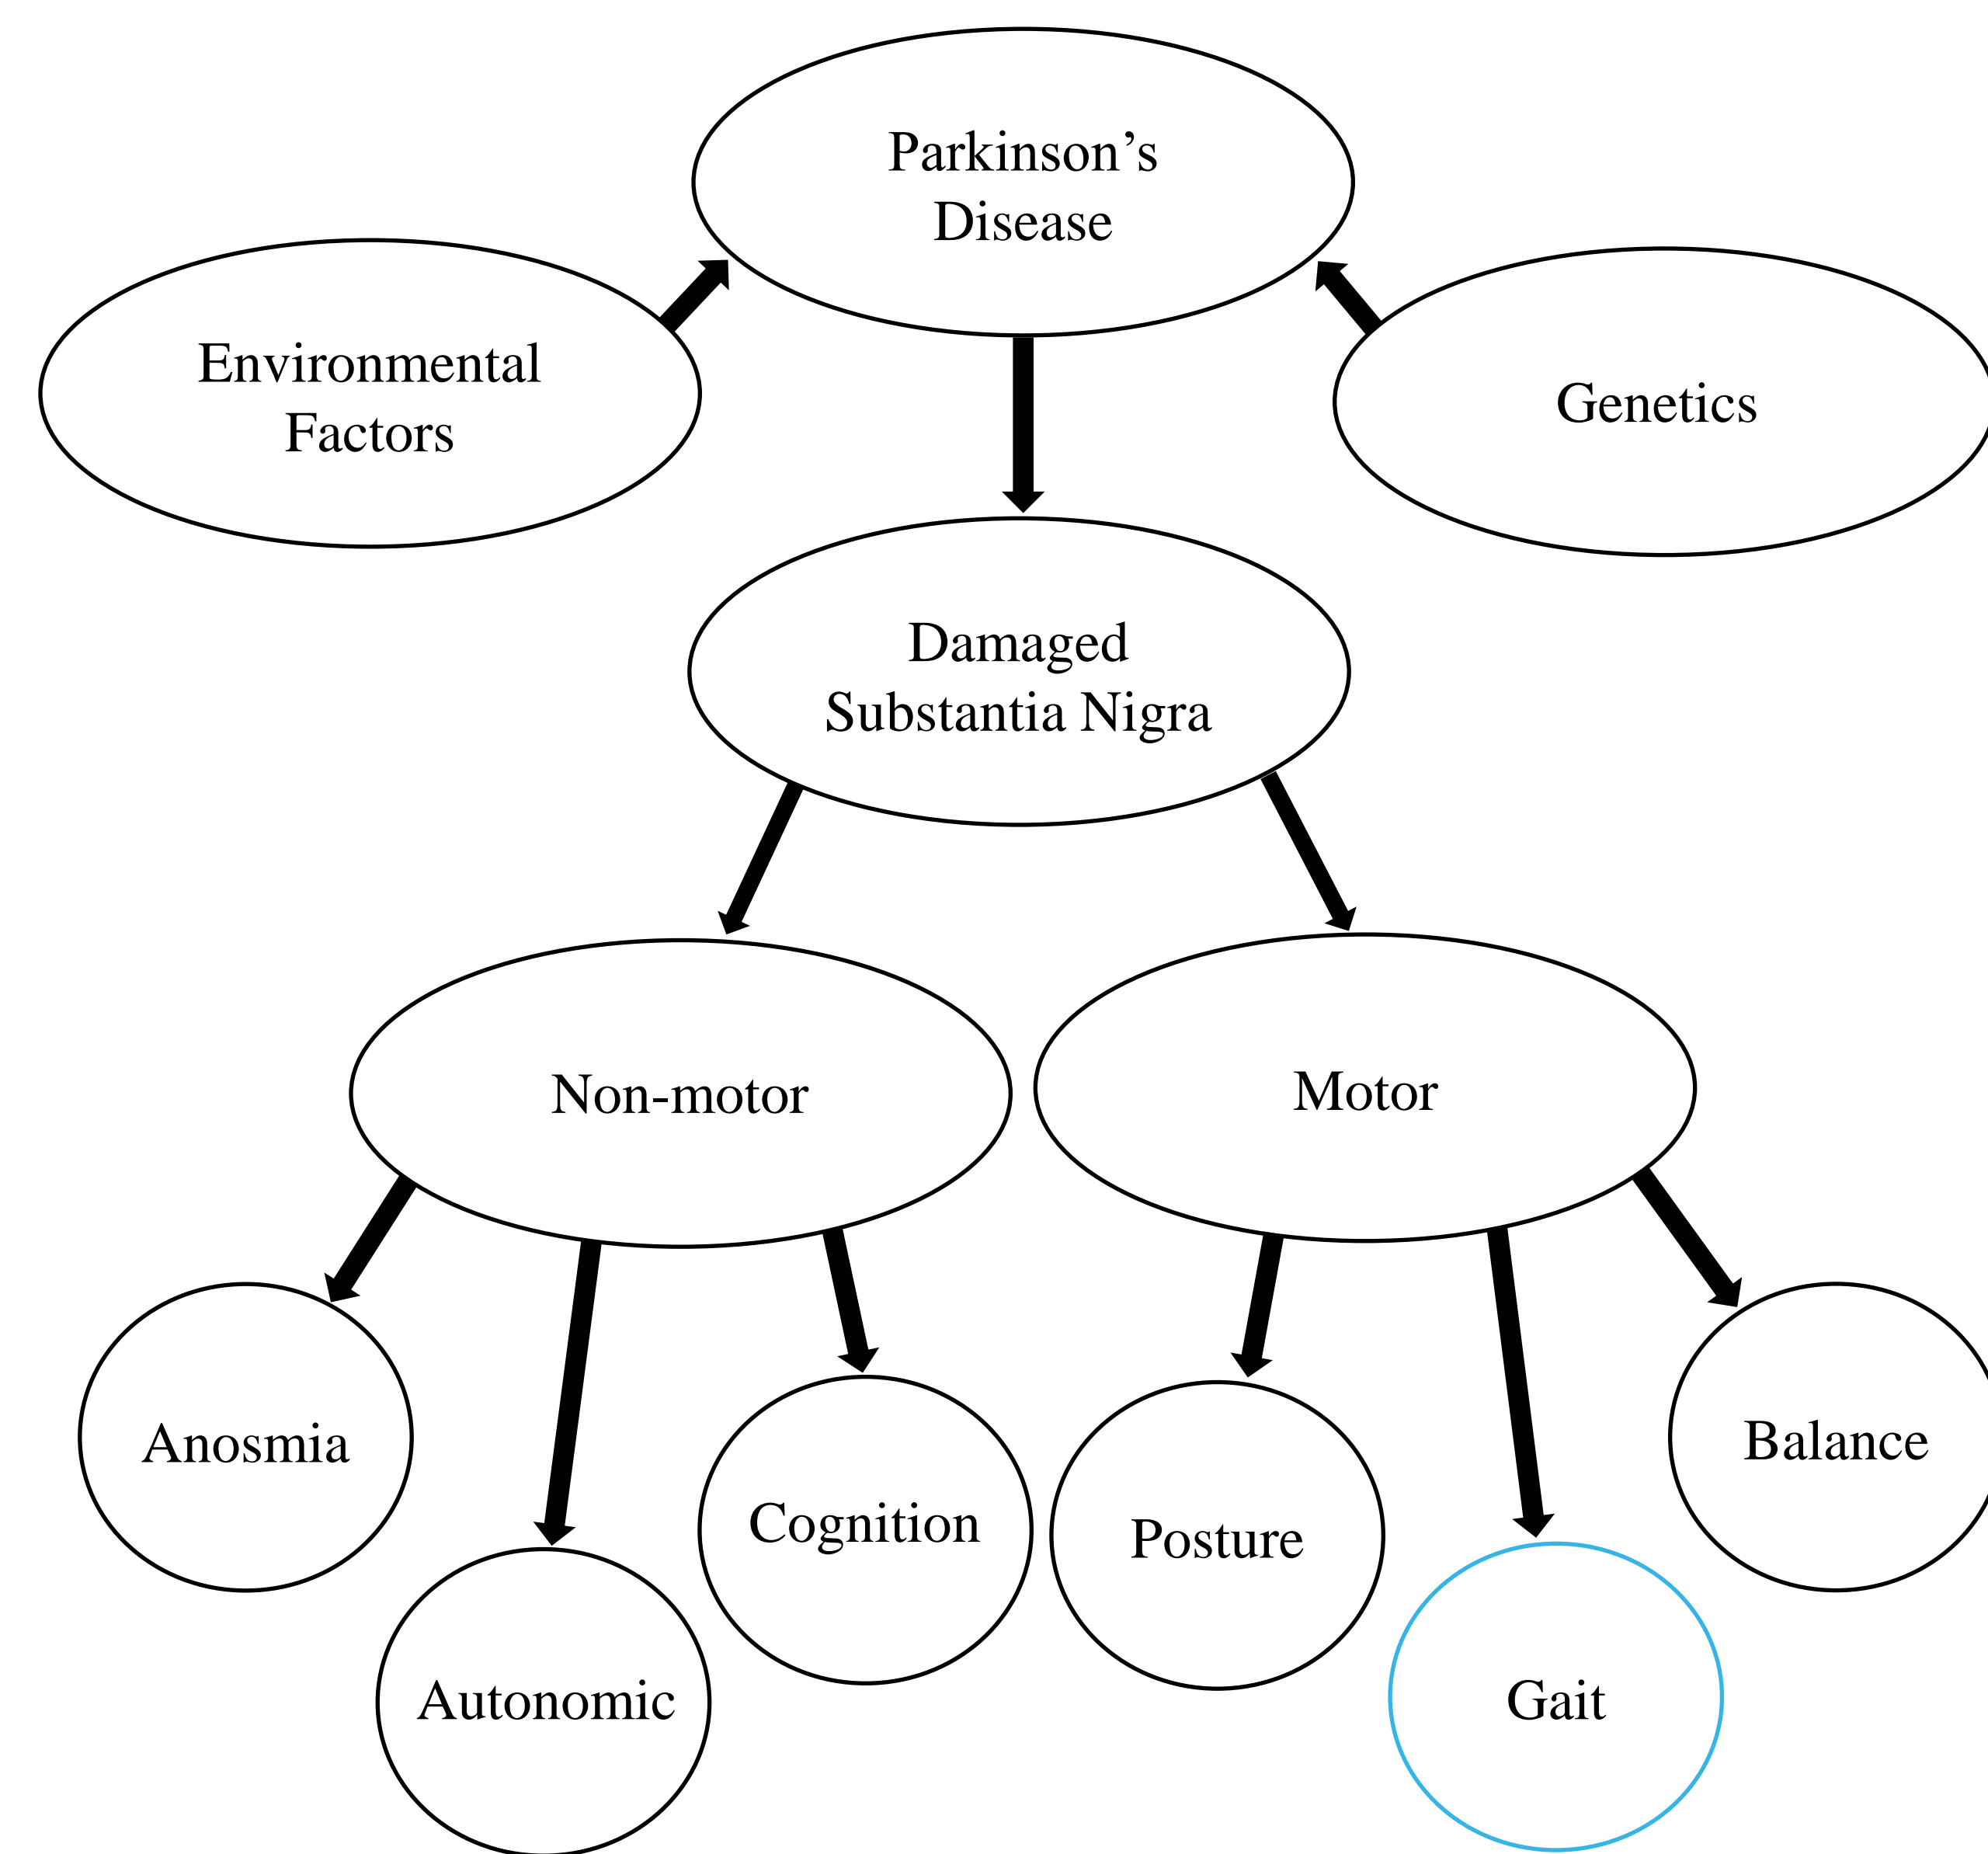 Parkinson’s
Disease
Environmental
Factors
Genetics
Damaged
Substantia Nigra
Non-motor
Motor
Anosmia
Cognition
Posture
Balance
Autonomic
Gait